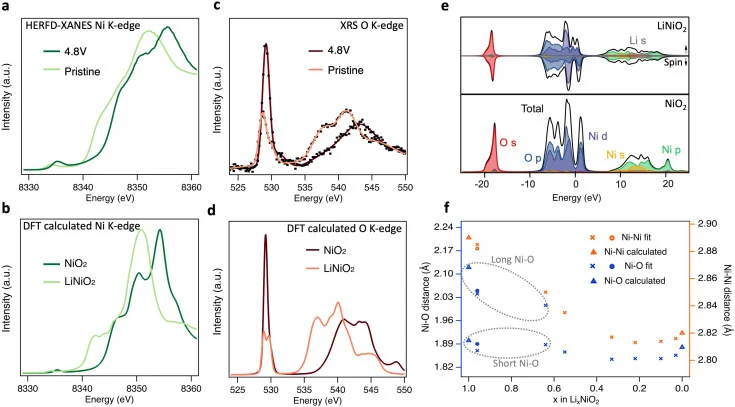 a
HERFD-XANES Ni K-edge
4.8V
Pristine
Intensity (a.u.)
8330 8340 8350 8360
Energy (eV)
b
DFT calculated Ni K-edge
NiO2
LiNiO2
Intensity (a.u.)
8330 8340 8350 8360
Energy (eV)
c
XRS O K-edge
4.8V
Pristine
Intensity (a.u.)
525 530 535 540 545 550
Energy (eV)
d
DFT calculated O K-edge
NiO2
LiNiO2
Intensity (a.u.)
525 530 535 540 545 550
Energy (eV)
e
LiNiO2
Li s
Spin
NiO2
Total
O s
O p
Ni d
Ni s
Ni p
-20 -10 0 10 20
Energy (eV)
f
2.24
2.17
2.10
2.03
1.96
1.89
1.82
Ni-O distance (Å)
Ni-Ni fit
Ni-Ni calculated
Ni-O fit
Ni-O calculated
Long Ni-O
Short Ni-O
2.90
2.88
2.86
2.84
2.82
2.80
Ni-Ni distance (Å)
1.0 0.8 0.6 0.4 0.2 0.0
x in LixNiO2